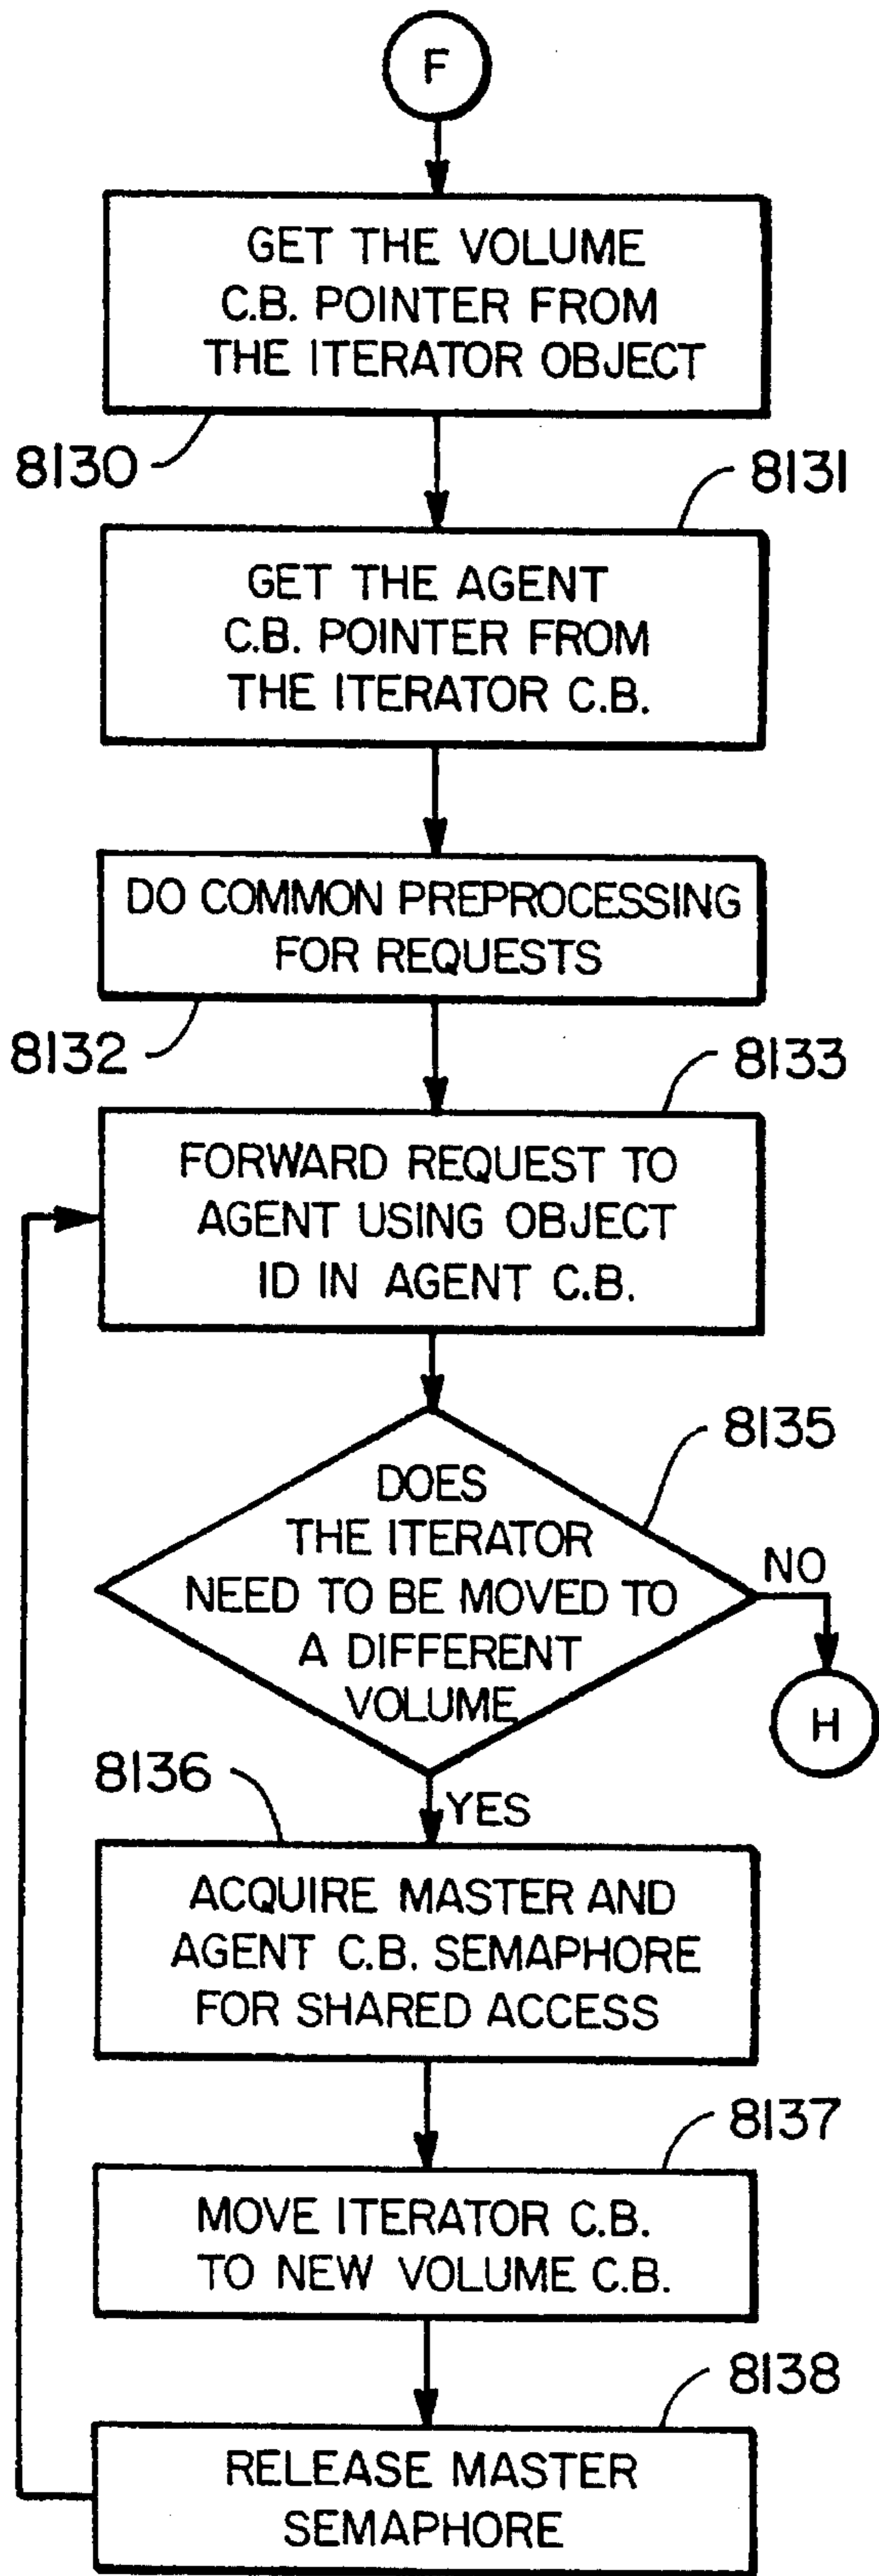 F
GET THE VOLUME
C.B. POINTER FROM
THE ITERATOR OBJECT
8130
8131
GET THE AGENT
C.B. POINTER FROM
THE ITERATOR C.B.
DO COMMON PREPROCESSING
FOR REQUESTS
8132
8133
FORWARD REQUEST TO
AGENT USING OBJECT
ID IN AGENT C.B.
8135
DOES
THE ITERATOR
NEED TO BE MOVED TO
A DIFFERENT
VOLUME
NO
H
8136
YES
ACQUIRE MASTER AND
AGENT C.B. SEMAPHORE
FOR SHARED ACCESS
8137
MOVE ITERATOR C.B.
TO NEW VOLUME C.B.
8138
RELEASE MASTER
SEMAPHORE